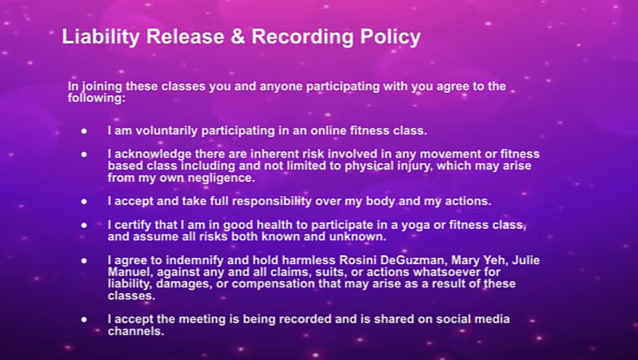 Liability Release & Recording Policy
In joining these classes you and anyone participating with you agree to the
following:
● I am voluntarily participating in an online fitness class.
● I acknowledge there are inherent risk involved in any movement or fitness
based class including and not limited to physical injury, which may arise
from my own negligence.
● I accept and take full responsibility over my body and my actions.
● I certify that I am in good health to participate in a yoga or fitness class,
and assume all risks both known and unknown.
● I agree to indemnify and hold harmless Rosini DeGuzman, Mary Yeh, Julie
Manuel, against any and all claims, suits, or actions whatsoever for
liability, damages, or compensation that may arise as a result of these
classes.
● I accept the meeting is being recorded and is shared on social media
channels.